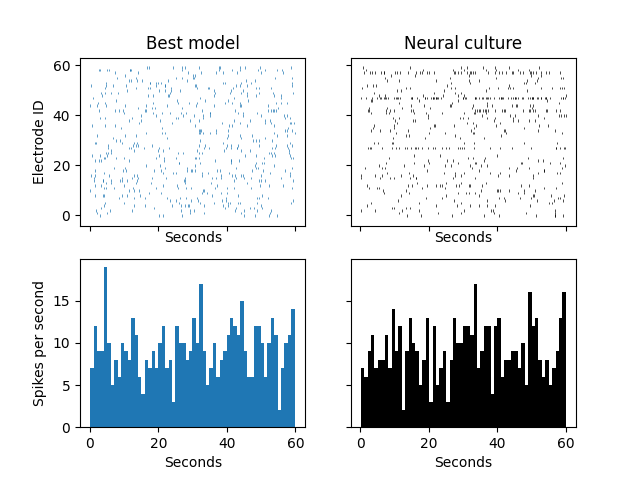 Best model
Neural culture
Electrode ID
60
40
20
0
Seconds
Seconds
Spikes per second
15
10
5
0
0 20 40 60
0 20 40 60
Seconds
Seconds